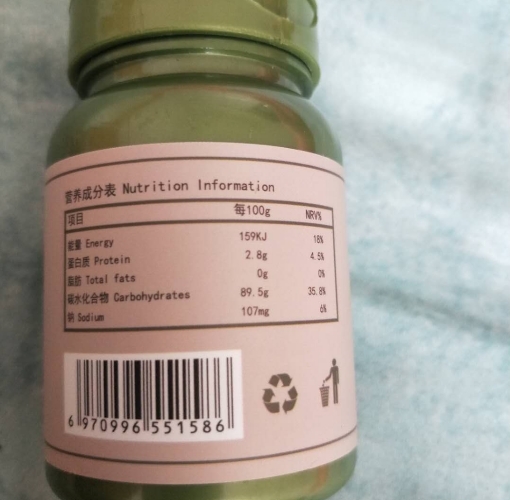 营养成分表 Nutrition Information
项目 每100g NRV%
能量 Energy 159KJ 18%
蛋白质 Protein 2.8g 4.5%
脂肪 Total fats 0g 0%
碳水化合物 Carbohydrates 89.5g 35.8%
钠 Sodium 107mg 6%
6 970996 551586